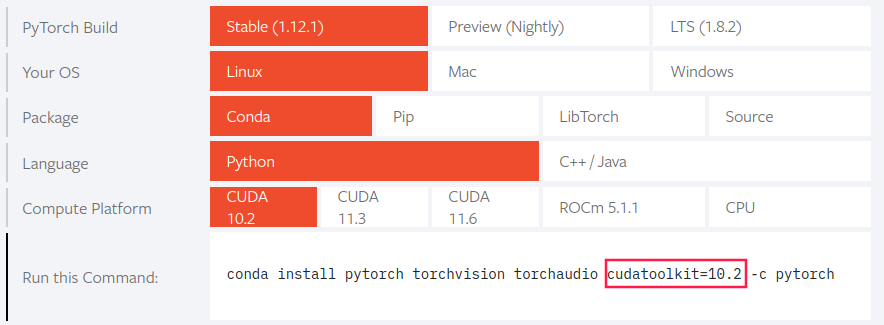 PyTorch Build Stable (1.12.1) Preview (Nightly) LTS (1.8.2)
Your OS Linux Mac Windows
Package Conda Pip LibTorch Source
Language Python C++ / Java
Compute Platform CUDA 10.2 CUDA 11.3 CUDA 11.6 ROCm 5.1.1 CPU
Run this Command: conda install pytorch torchvision torchaudio cudatoolkit=10.2 -c pytorch